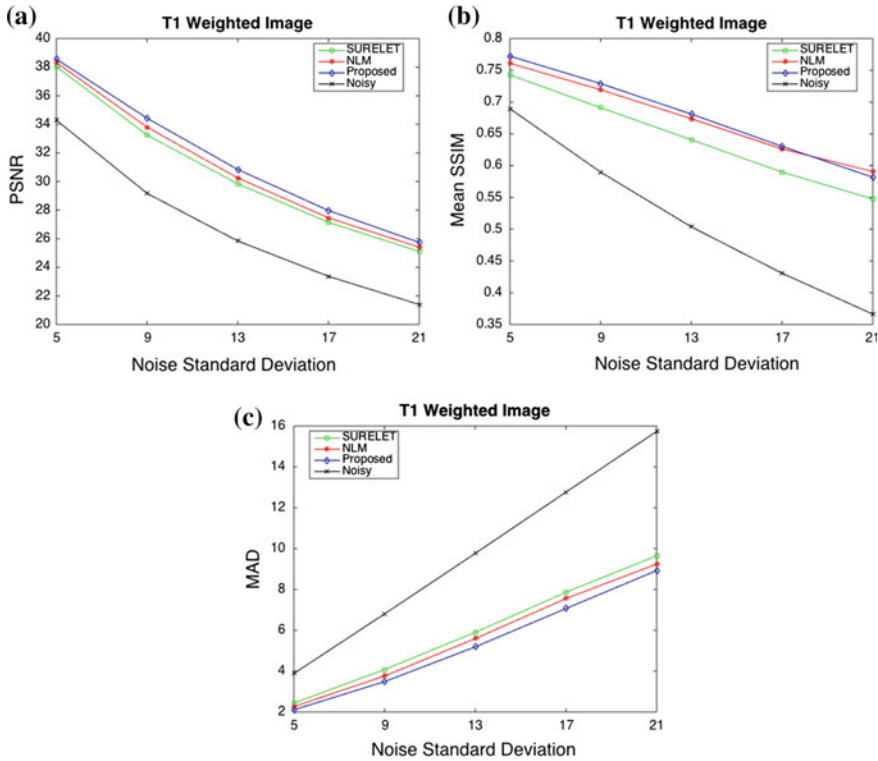 (a)
T1 Weighted Image
PSNR
40
38
36
34
32
30
28
26
24
22
20
5
9
13
17
21
SURELET
NLM
Proposed
Noisy
Noise Standard Deviation
(b)
T1 Weighted Image
Mean SSIM
0.8
0.75
0.7
0.65
0.6
0.55
0.5
0.45
0.4
0.35
5
9
13
17
21
SURELET
NLM
Proposed
Noisy
Noise Standard Deviation
(c)
T1 Weighted Image
MAD
16
14
12
10
8
6
4
2
5
9
13
17
21
SURELET
NLM
Proposed
Noisy
Noise Standard Deviation